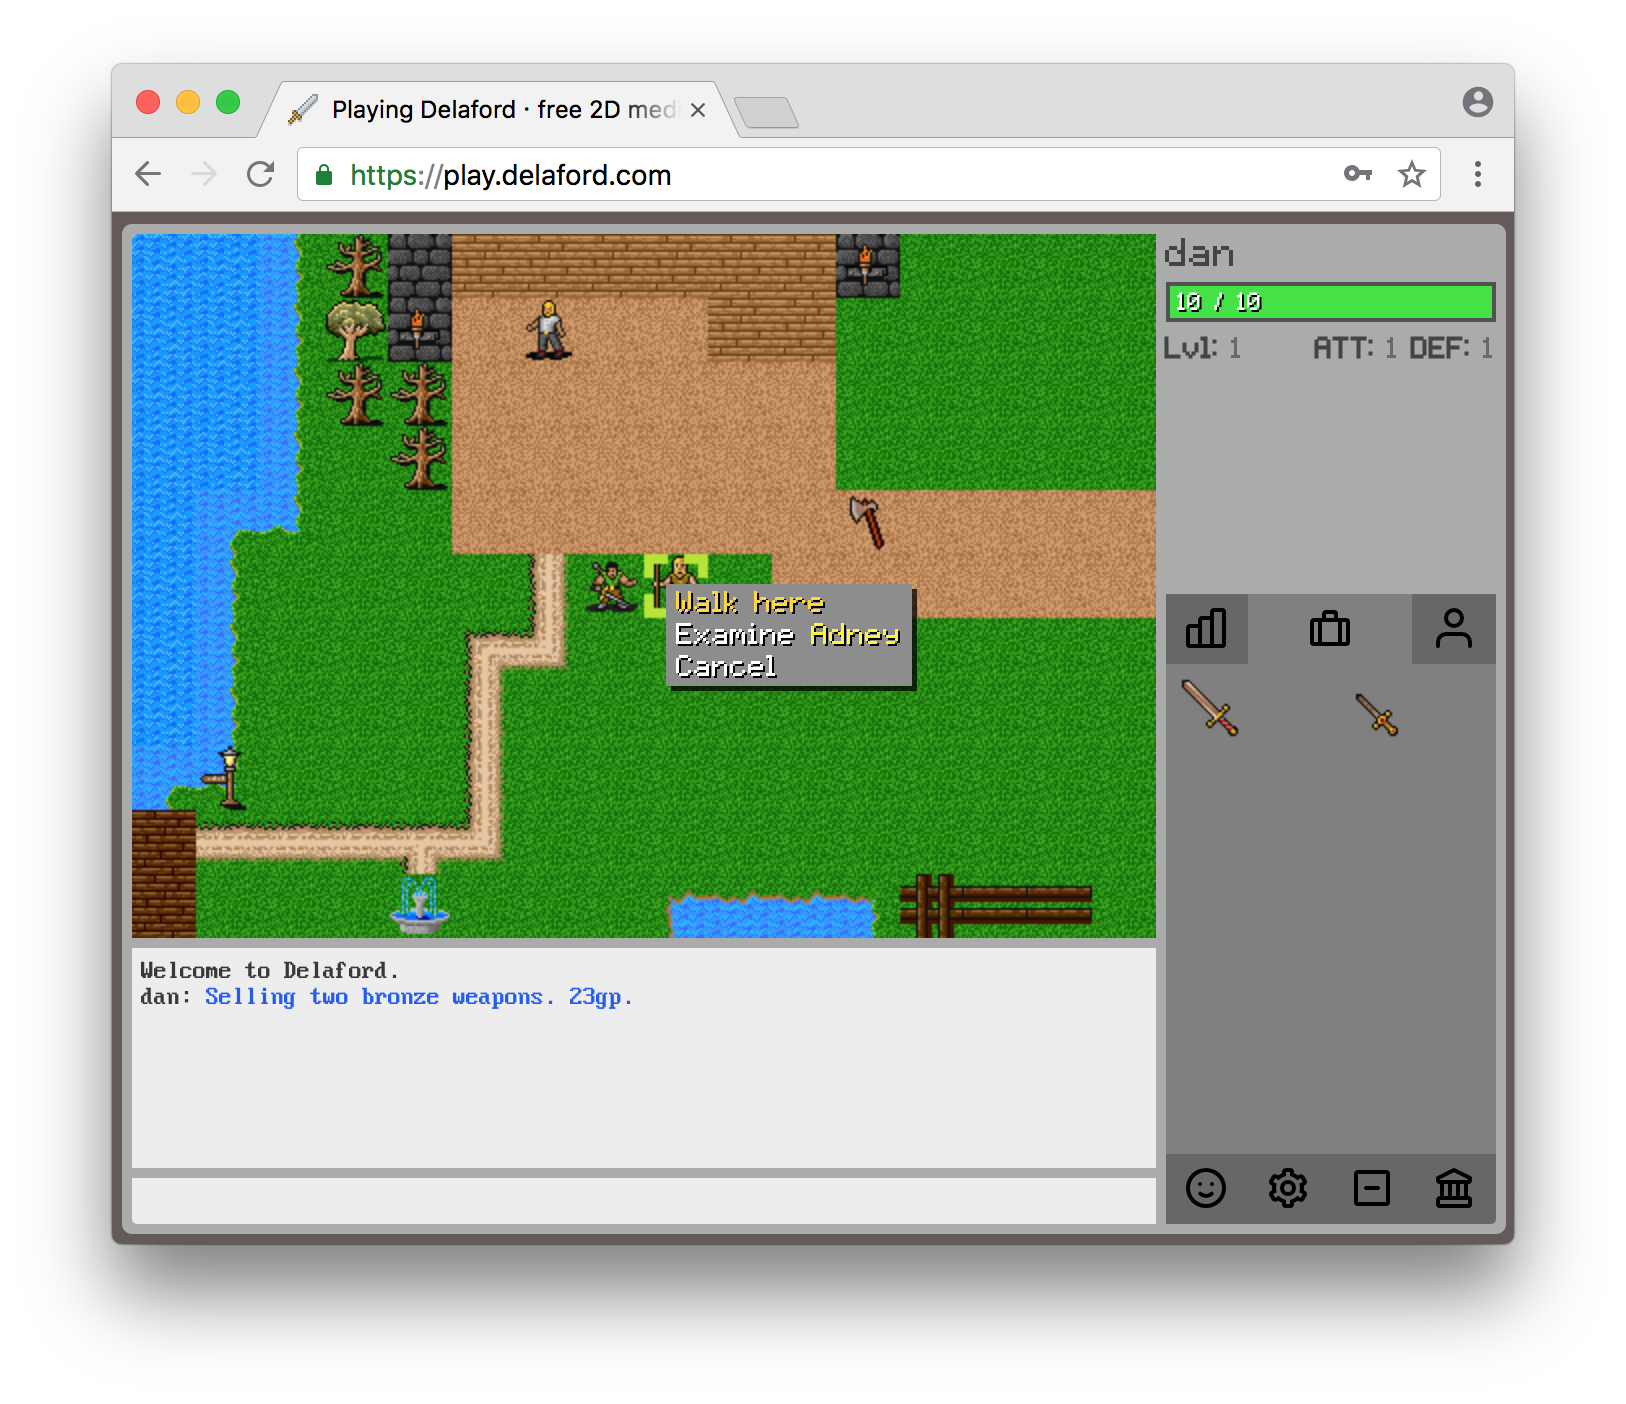 Playing Delaford · free 2D medi
https://play.delaford.com
dan
10 / 10
Lvl: 1 ATT: 1 DEF: 1
Walk here
Examine Adney
Cancel
Welcome to Delaford.
dan: Selling two bronze weapons. 23gp.